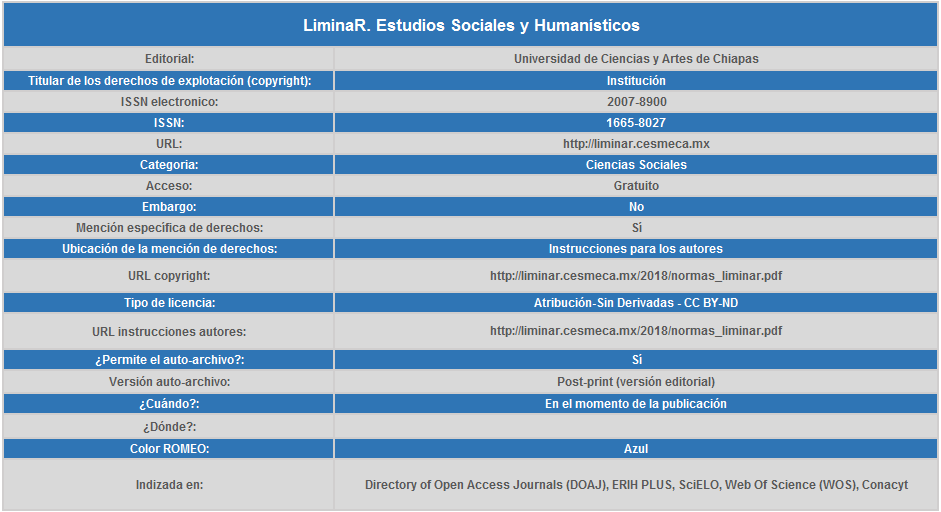 LiminaR. Estudios Sociales y Humanísticos
Editorial: Universidad de Ciencias y Artes de Chiapas
Titular de los derechos de explotación (copyright): Institución
ISSN electronico: 2007-8900
ISSN: 1665-8027
URL: http://liminar.cesmeca.mx
Categoría: Ciencias Sociales
Acceso: Gratuito
Embargo: No
Mención específica de derechos: Sí
Ubicación de la mención de derechos: Instrucciones para los autores
URL copyright: http://liminar.cesmeca.mx/2018/normas_liminar.pdf
Tipo de licencia: Atribución-Sin Derivadas - CC BY-ND
URL instrucciones autores: http://liminar.cesmeca.mx/2018/normas_liminar.pdf
¿Permite el auto-archivo?: Sí
Versión auto-archivo: Post-print (versión editorial)
¿Cuándo?: En el momento de la publicación
¿Dónde?:
Color ROMEO: Azul
Indizada en: Directory of Open Access Journals (DOAJ), ERIH PLUS, SciELO, Web Of Science (WOS), Conacyt